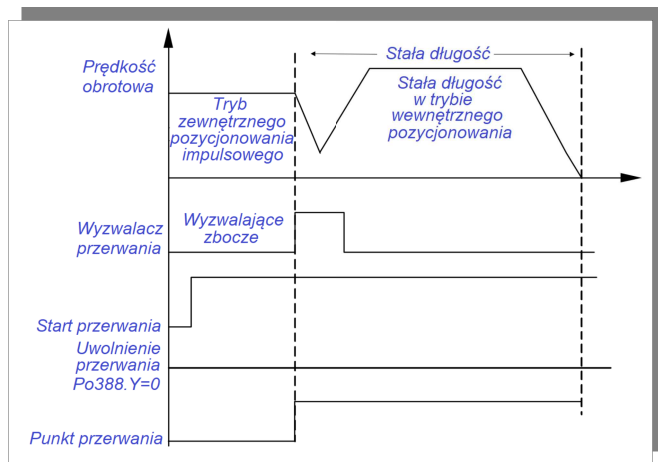 Stała długość
Prędkość
obrotowa
Stała długość
w trybie
wewnętrznego
pozycjonowania
Tryb
zewnętrznego
pozycjonowania
impulsowego
Wyzwalacz
przerwania
Wyzwalające
zbocze
Start przerwania
Uwolnienie
przerwania
Po388.Y=0
Punkt przerwania